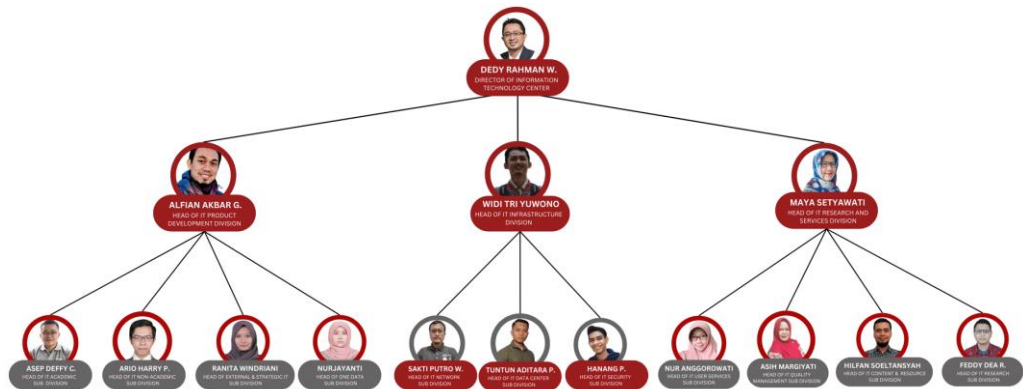 DEDY RAHMAN W.
DIRECTOR OF INFORMATION
TECHNOLOGY CENTER
ALFIAN AKBAR G.
HEAD OF IT PRODUCT
DEVELOPMENT DIVISION
WIDI TRI YUWONO
HEAD OF IT INFRASTRUCTURE
DIVISION
MAYA SETYAWATI
HEAD OF IT RESEARCH AND
SERVICES DIVISION
ASEP DEFFY C.
HEAD OF IT ACADEMIC
SUB DIVISION
ARIO HARRY P.
HEAD OF IT NON-ACADEMIC
SUB DIVISION
RANITA WINDRIANI
HEAD OF EXTERNAL & STRATEGIC IT
SUB DIVISION
NURJAYANTI
HEAD OF ONE DATA
SUB DIVISION
SAKTI PUTRO W.
HEAD OF IT NETWORK
SUB DIVISION
TUNTUN ADITARA P.
HEAD OF IT DATA CENTER
SUB DIVISION
HANANG P.
HEAD OF IT SECURITY
SUB DIVISION
NUR ANGGOROWATI
HEAD OF IT USER SERVICES
SUB DIVISION
ASIH MARGIYATI
HEAD OF IT QUALITY
MANAGEMENT SUB DIVISION
HILFAN SOELTANSYAH
HEAD OF IT CONTENT & RESOURCE
SUB DIVISION
FEDDY DEA R.
HEAD OF IT RESEARCH
SUB DIVISION